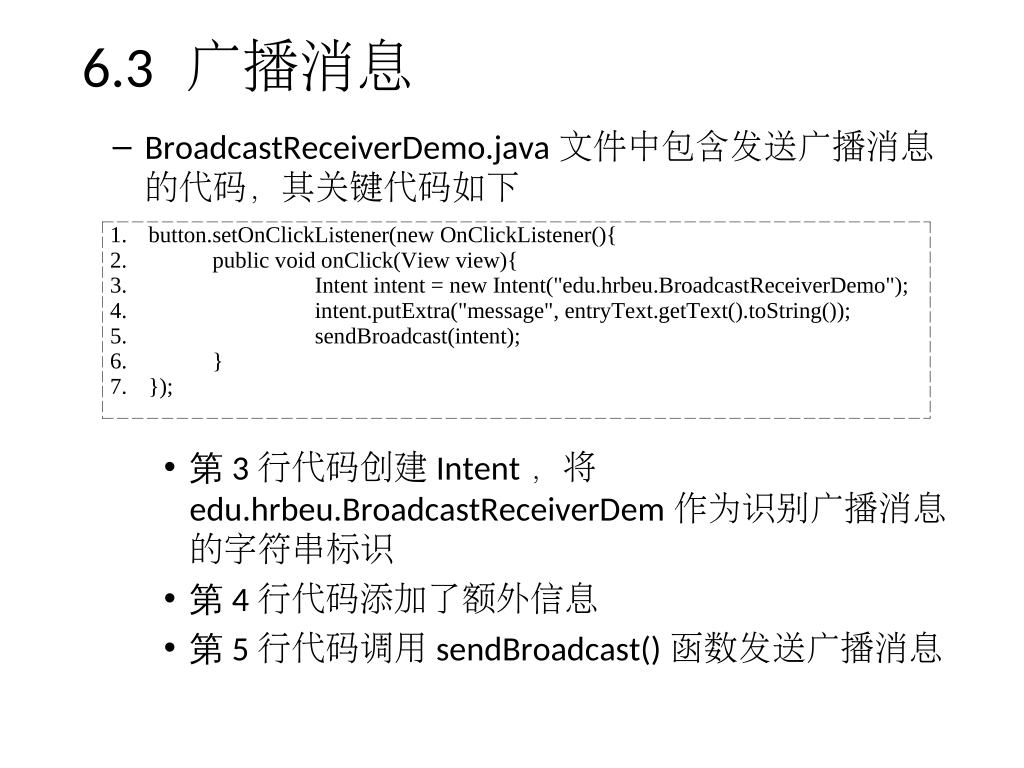 6.3 广播消息
– BroadcastReceiverDemo.java 文件中包含发送广播消息
的代码，其关键代码如下
1. button.setOnClickListener(new OnClickListener(){
2. public void onClick(View view){
3. Intent intent = new Intent("edu.hrbeu.BroadcastReceiverDemo");
4. intent.putExtra("message", entryText.getText().toString());
5. sendBroadcast(intent);
6. }
7. });
• 第 3 行代码创建 Intent ，将
edu.hrbeu.BroadcastReceiverDem 作为识别广播消息
的字符串标识
• 第 4 行代码添加了额外信息
• 第 5 行代码调用 sendBroadcast() 函数发送广播消息